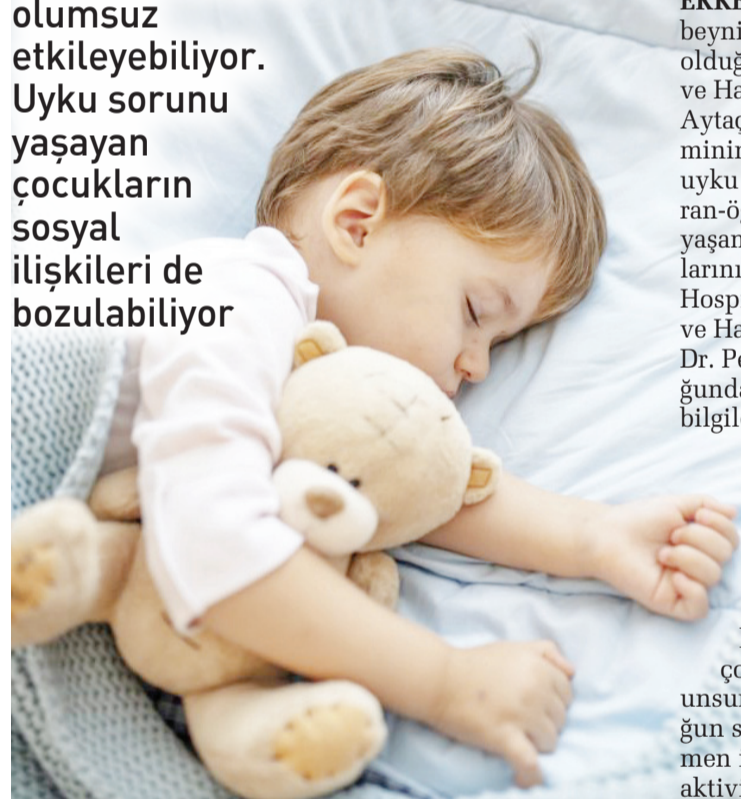 olumsuz
etkileyebiliyor.
Uyku sorunu
yaşayan
çocukların
sosyal
ilişkileri de
bozulabiliyor
beyni
olduğ
ve Ha
Aytaç
minin
uyku
ran-ö
yaşan
larını
Hosp
ve Ha
Dr. Pe
ğunda
bilgil
ço
unsu
ğun s
men
aktivi